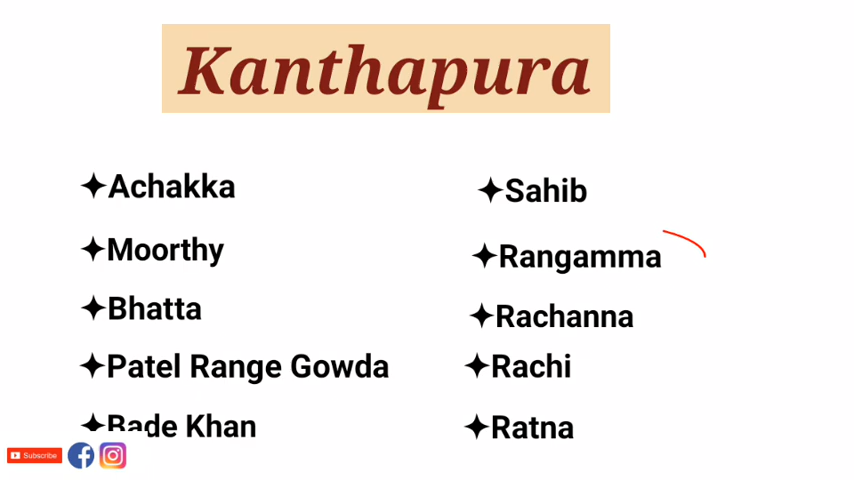 Kanthapura
✦Achakka
✦Moorthy
✦Bhatta
✦Patel Range Gowda
✦Bade Khan
✦Sahib
✦Rangamma
✦Rachanna
✦Rachi
✦Ratna
Subscribe